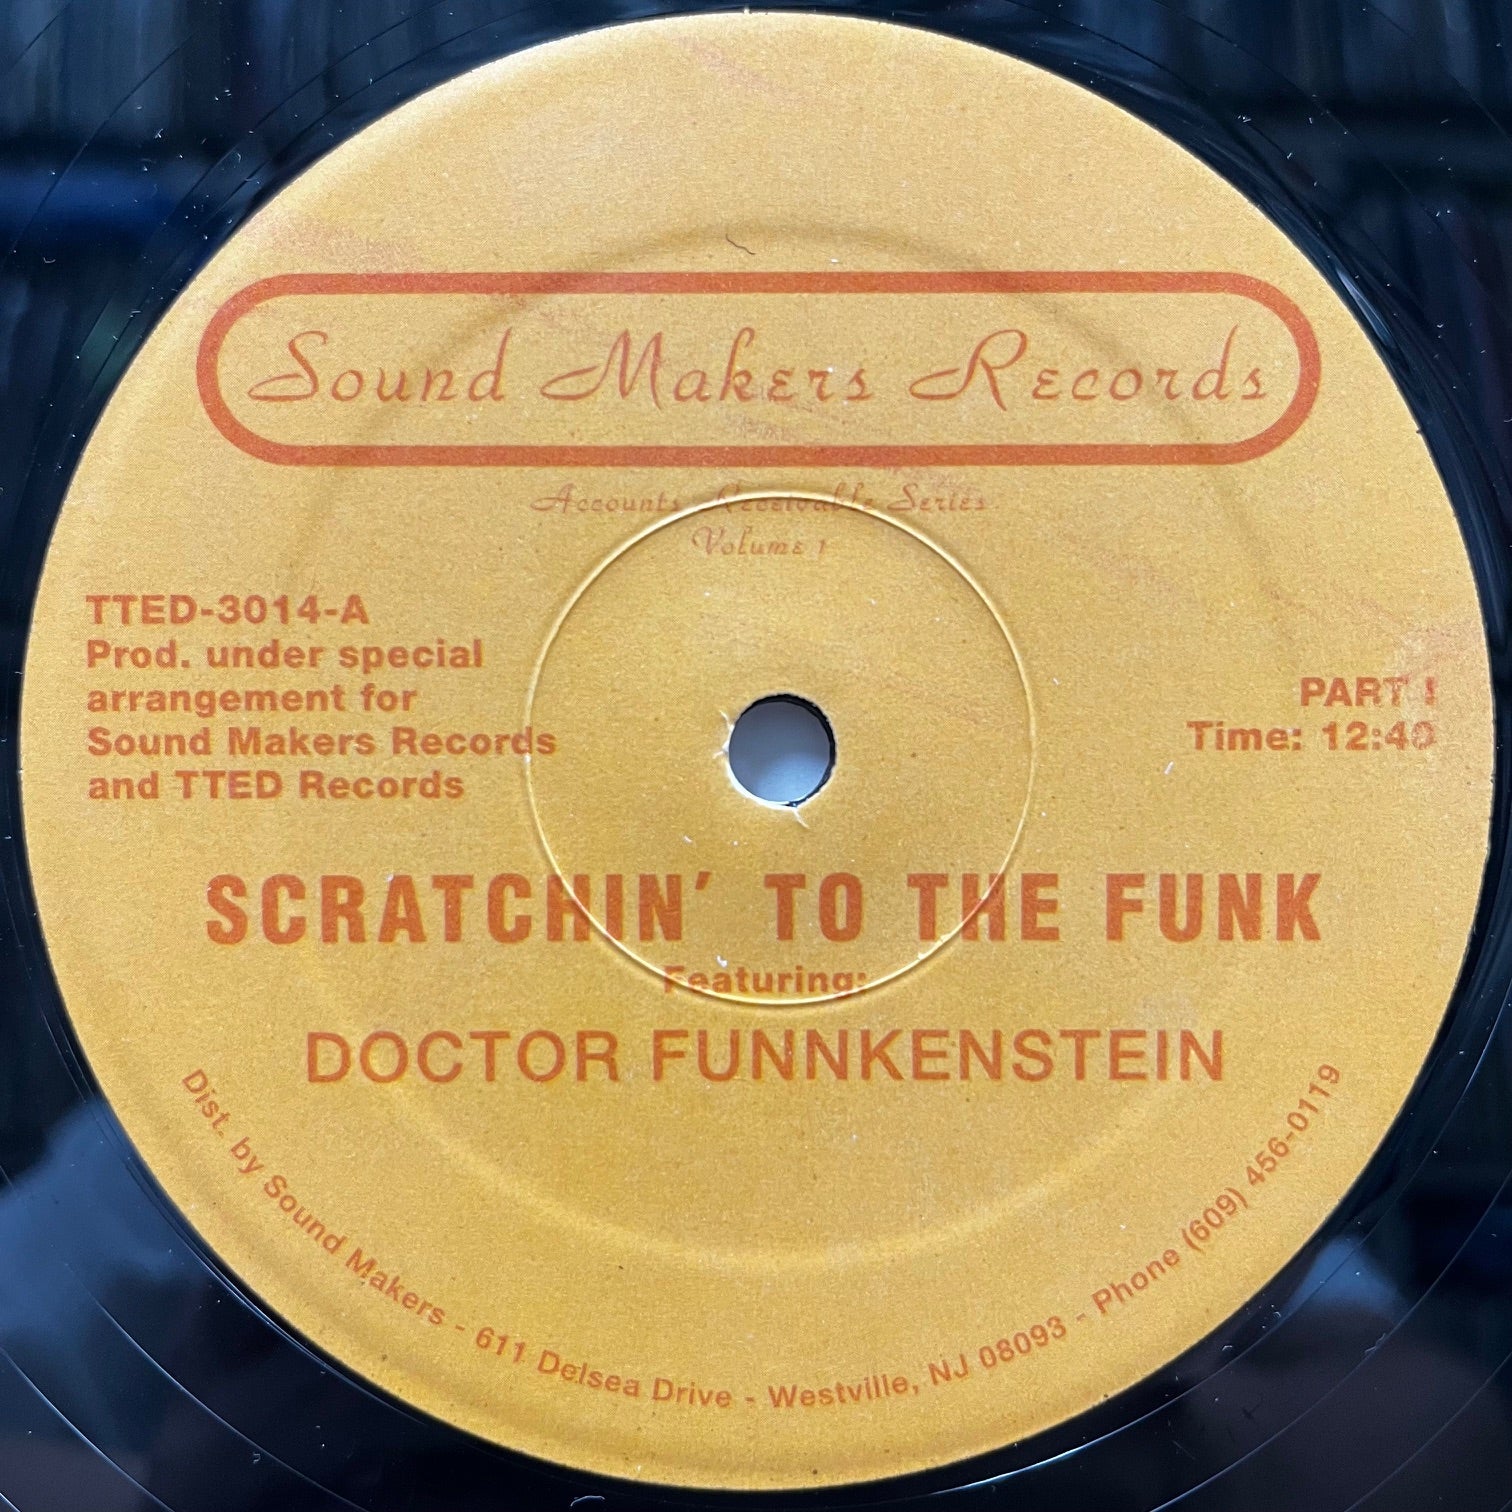 Sound Makers Records
Accounts Receivable Series
Volume 1
TTED-3014-A
Prod. under special
arrangement for
Sound Makers Records
and TTED Records
PART I
Time: 12:40
SCRATCHIN' TO THE FUNK
Featuring:
DOCTOR FUNNKENSTEIN
Dist. by Sound Makers - 611 Delsea Drive - Westville, NJ 08093 - Phone (609) 456-0119